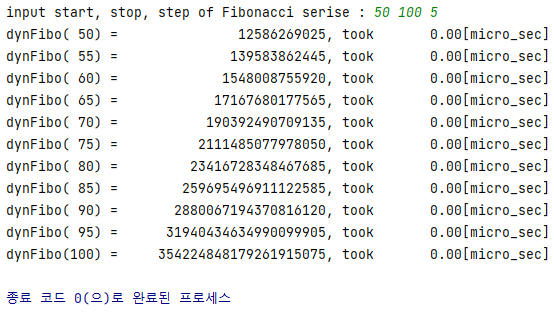 input start, stop, step of Fibonacci serise : 50 100 5
dynFibo( 50) =               12586269025, took       0.00[micro_sec]
dynFibo( 55) =              139583862445, took       0.00[micro_sec]
dynFibo( 60) =             1548008755920, took       0.00[micro_sec]
dynFibo( 65) =            17167680177565, took       0.00[micro_sec]
dynFibo( 70) =           190392490709135, took       0.00[micro_sec]
dynFibo( 75) =          2111485077978050, took       0.00[micro_sec]
dynFibo( 80) =         23416728348467685, took       0.00[micro_sec]
dynFibo( 85) =        259695496911122585, took       0.00[micro_sec]
dynFibo( 90) =       2880067194370816120, took       0.00[micro_sec]
dynFibo( 95) =      31940434634990099905, took       0.00[micro_sec]
dynFibo(100) =     354224848179261915075, took       0.00[micro_sec]
종료 코드 0(으)로 완료된 프로세스